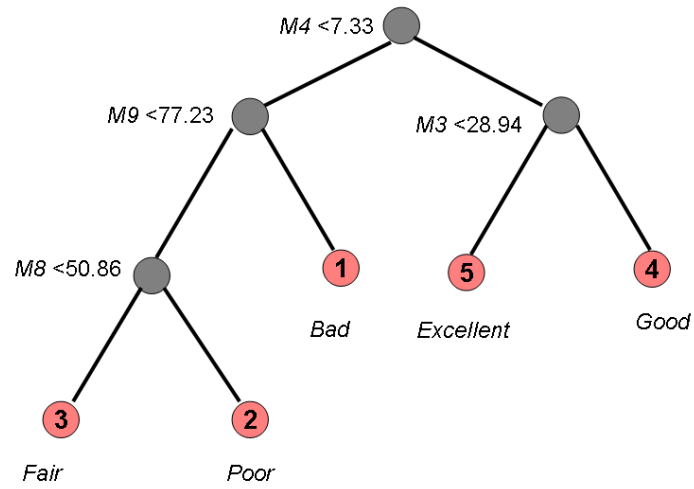 M4 <7.33
M9 <77.23
M3 <28.94
M8 <50.86
1
5
4
Bad
Excellent
Good
3
2
Fair
Poor